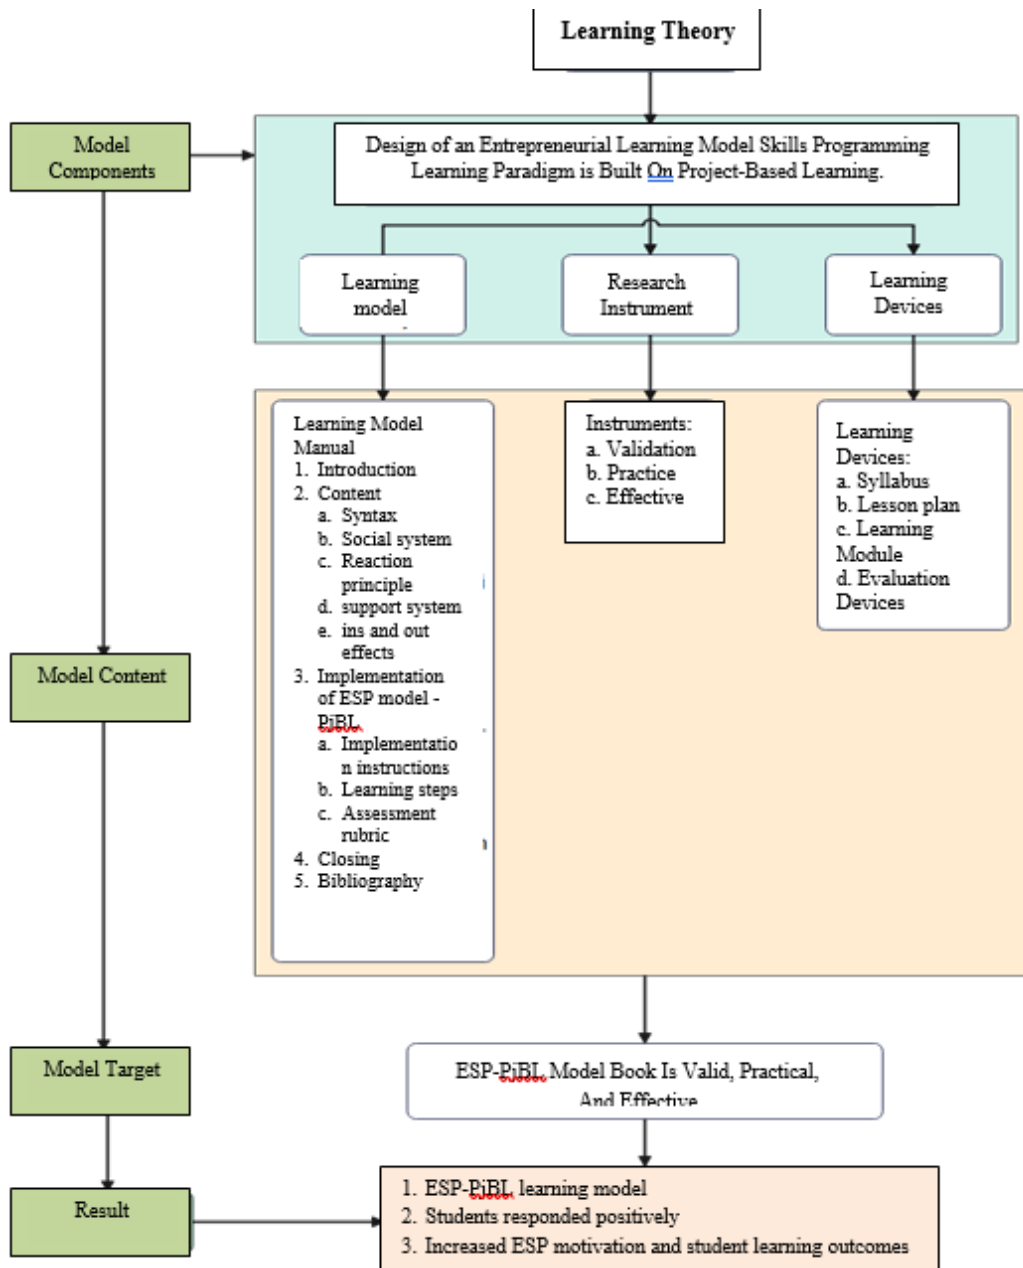 Learning Theory
Model
Components
Design of an Entrepreneurial Learning Model Skills Programming
Learning Paradigm is Built On Project-Based Learning.
Learning
model
Research
Instrument
Learning
Devices
Learning Model
Manual
1. Introduction
2. Content
a. Syntax
b. Social system
c. Reaction
principle
d. support system
e. ins and out
effects
3. Implementation
of ESP model -
PjBL
a. Implementatio
n instructions
b. Learning steps
c. Assessment
rubric
4. Closing
5. Bibliography
Instruments:
a. Validation
b. Practice
c. Effective
Learning
Devices:
a. Syllabus
b. Lesson plan
c. Learning
Module
d. Evaluation
Devices
Model Content
Model Target
ESP-PjBL Model Book Is Valid, Practical,
And Effective
Result
1. ESP-PjBL learning model
2. Students responded positively
3. Increased ESP motivation and student learning outcomes